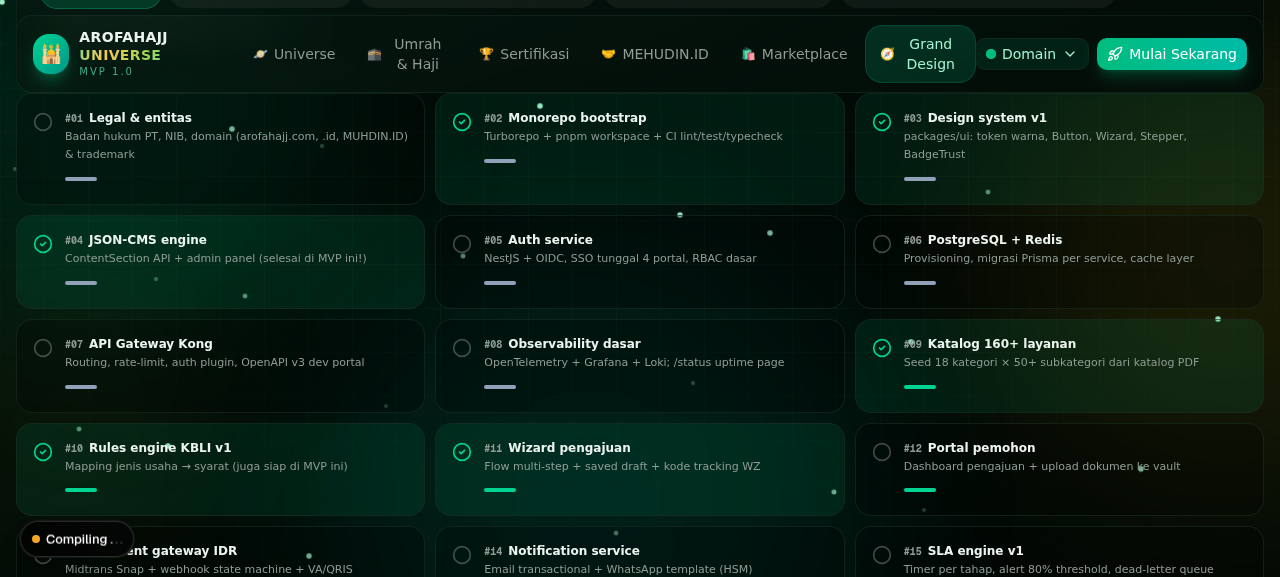 AROFAHAJJ
UNIVERSE
MVP 1.0
🪐 Universe
🕋 Umrah
& Haji
🏆 Sertifikasi
🤝 MEHUDIN.ID
🛍️ Marketplace
🧭 Grand
Design
Domain
Mulai Sekarang
#01 Legal & entitas
Badan hukum PT, NIB, domain (arofahajj.com, .id, MUHDIN.ID)
& trademark
#02 Monorepo bootstrap
Turborepo + pnpm workspace + CI lint/test/typecheck
#03 Design system v1
packages/ui: token warna, Button, Wizard, Stepper,
BadgeTrust
#04 JSON-CMS engine
ContentSection API + admin panel (selesai di MVP ini!)
#05 Auth service
NestJS + OIDC, SSO tunggal 4 portal, RBAC dasar
#06 PostgreSQL + Redis
Provisioning, migrasi Prisma per service, cache layer
#07 API Gateway Kong
Routing, rate-limit, auth plugin, OpenAPI v3 dev portal
#08 Observability dasar
OpenTelemetry + Grafana + Loki; /status uptime page
#09 Katalog 160+ layanan
Seed 18 kategori × 50+ subkategori dari katalog PDF
#10 Rules engine KBLI v1
Mapping jenis usaha → syarat (juga siap di MVP ini)
#11 Wizard pengajuan
Flow multi-step + saved draft + kode tracking WZ
#12 Portal pemohon
Dashboard pengajuan + upload dokumen ke vault
Compiling...
ent gateway IDR
Midtrans Snap + webhook state machine + VA/QRIS
#14 Notification service
Email transactional + WhatsApp template (HSM)
#15 SLA engine v1
Timer per tahap, alert 80% threshold, dead-letter queue